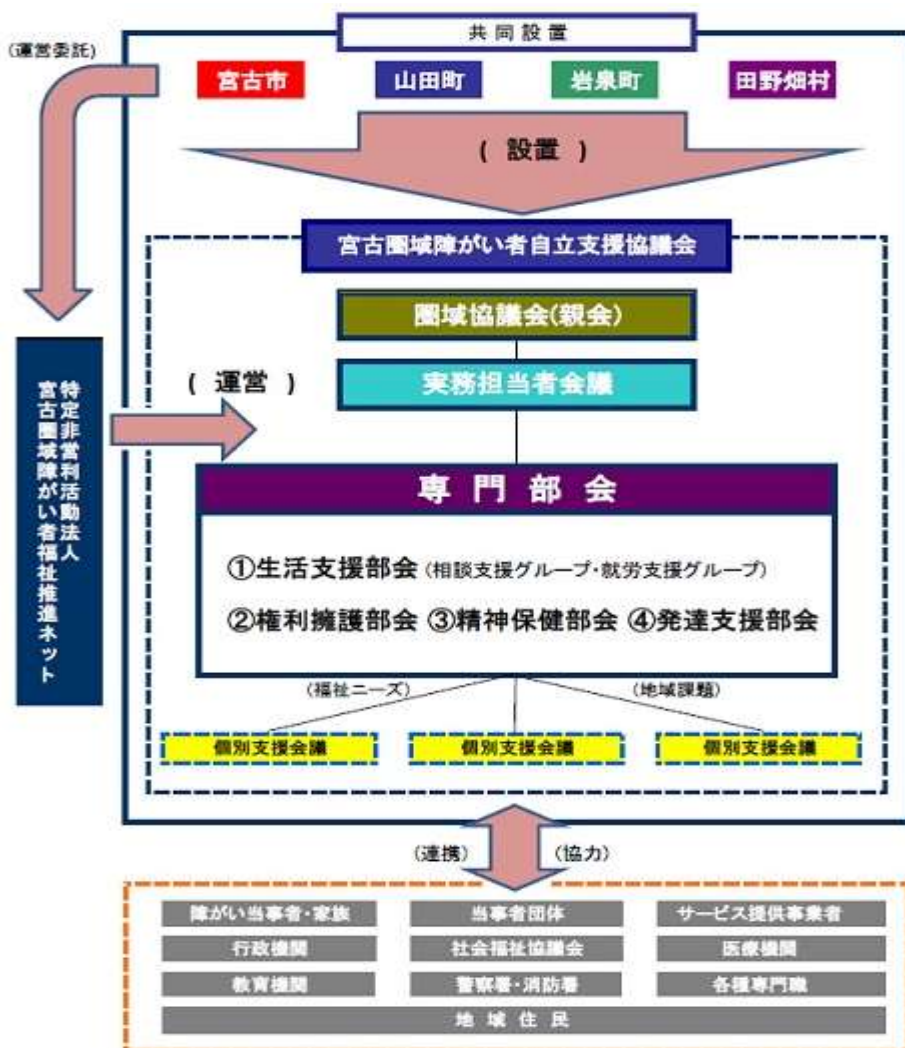 共同設置
(運営委託)
宮古市
山田町
岩泉町
田野畑村
( 設置 )
宮古圏域障がい者自立支援協議会
圏域協議会(親会)
実務担当者会議
( 運営 )
特定非営利活動法人
宮古圏域障がい者福祉推進ネット
専門部会
①生活支援部会(相談支援グループ・就労支援グループ)
②権利擁護部会 ③精神保健部会 ④発達支援部会
(福祉ニーズ)
(地域課題)
個別支援会議
個別支援会議
個別支援会議
(連携)
(協力)
障がい当事者・家族
当事者団体
サービス提供事業者
行政機関
社会福祉協議会
医療機関
教育機関
警察署・消防署
各種専門職
地域住民